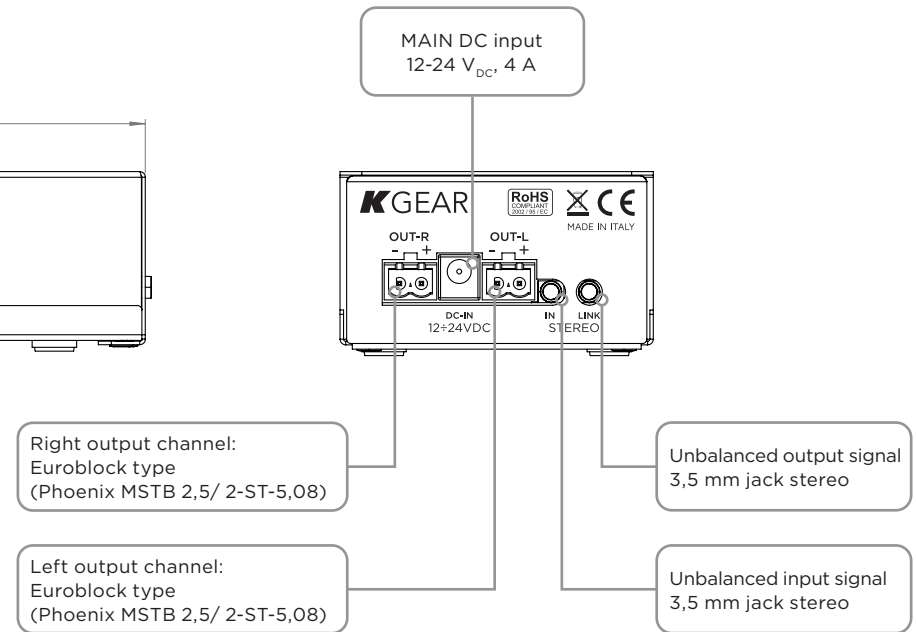 MAIN DC input
12-24 VDC, 4 A
KGEAR
RoHS
COMPLIANT
2002 / 95 / EC
CE
MADE IN ITALY
OUT-R
- +
OUT-L
- +
DC-IN
12÷24VDC
IN
LINK
STEREO
Right output channel:
Euroblock type
(Phoenix MSTB 2,5/ 2-ST-5,08)
Unbalanced output signal
3,5 mm jack stereo
Left output channel:
Euroblock type
(Phoenix MSTB 2,5/ 2-ST-5,08)
Unbalanced input signal
3,5 mm jack stereo